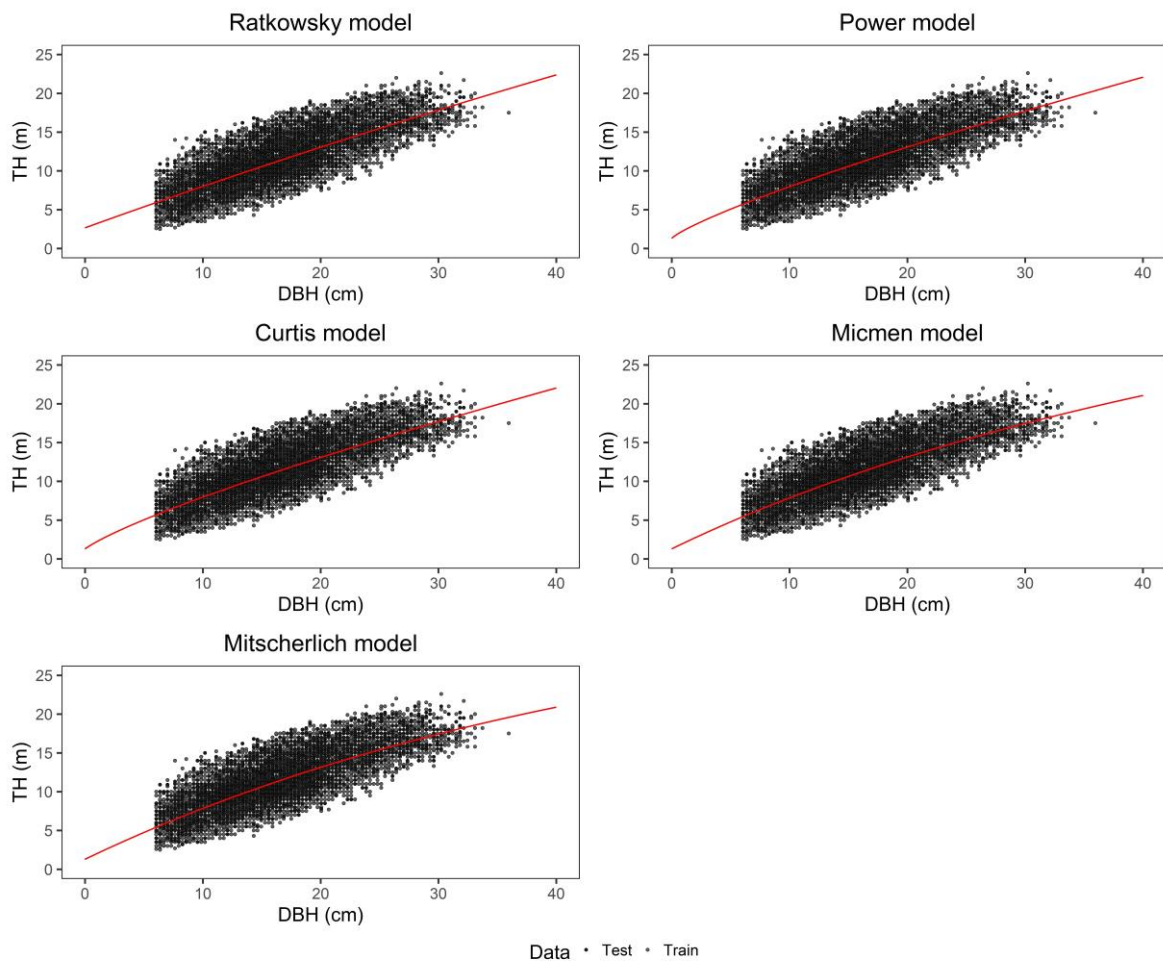 Ratkowsky model
25
20
15
10
5
0
TH (m)
0 10 20 30 40
DBH (cm)
Power model
25
20
15
10
5
0
TH (m)
0 10 20 30 40
DBH (cm)
Curtis model
25
20
15
10
5
0
TH (m)
0 10 20 30 40
DBH (cm)
Micmen model
25
20
15
10
5
0
TH (m)
0 10 20 30 40
DBH (cm)
Mitscherlich model
25
20
15
10
5
0
TH (m)
0 10 20 30 40
DBH (cm)
Data • Test • Train